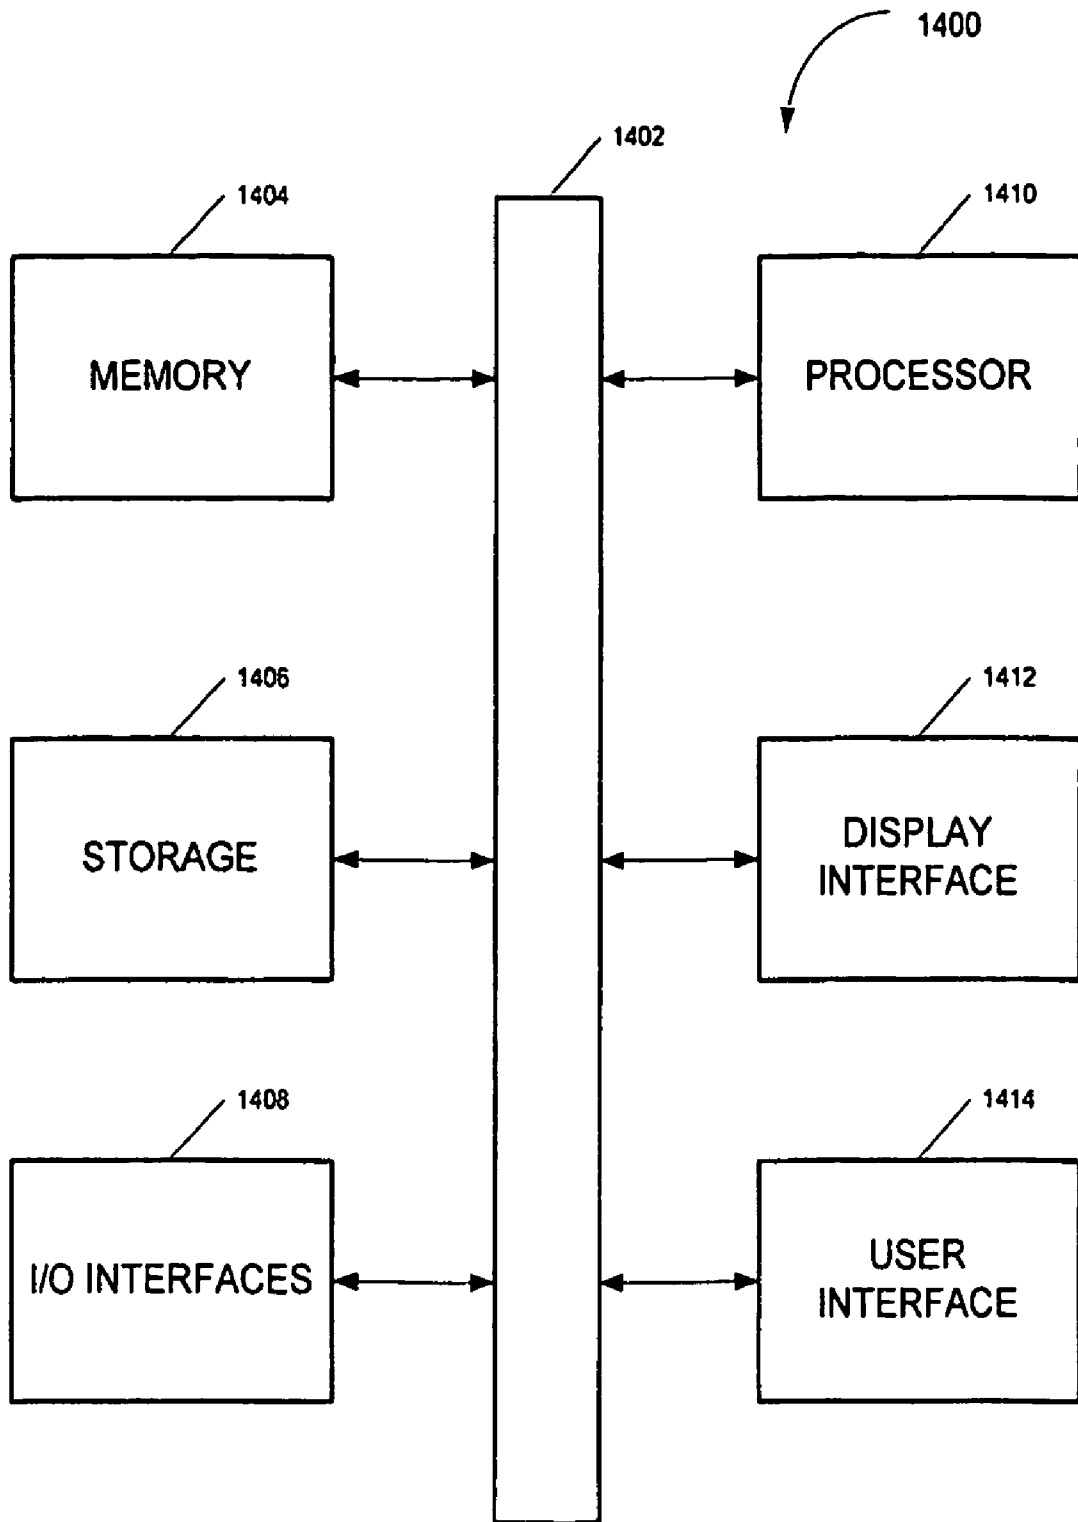 1400
1402
1404
1410
MEMORY
PROCESSOR
1406
1412
STORAGE
DISPLAY
INTERFACE
1408
1414
I/O INTERFACES
USER
INTERFACE